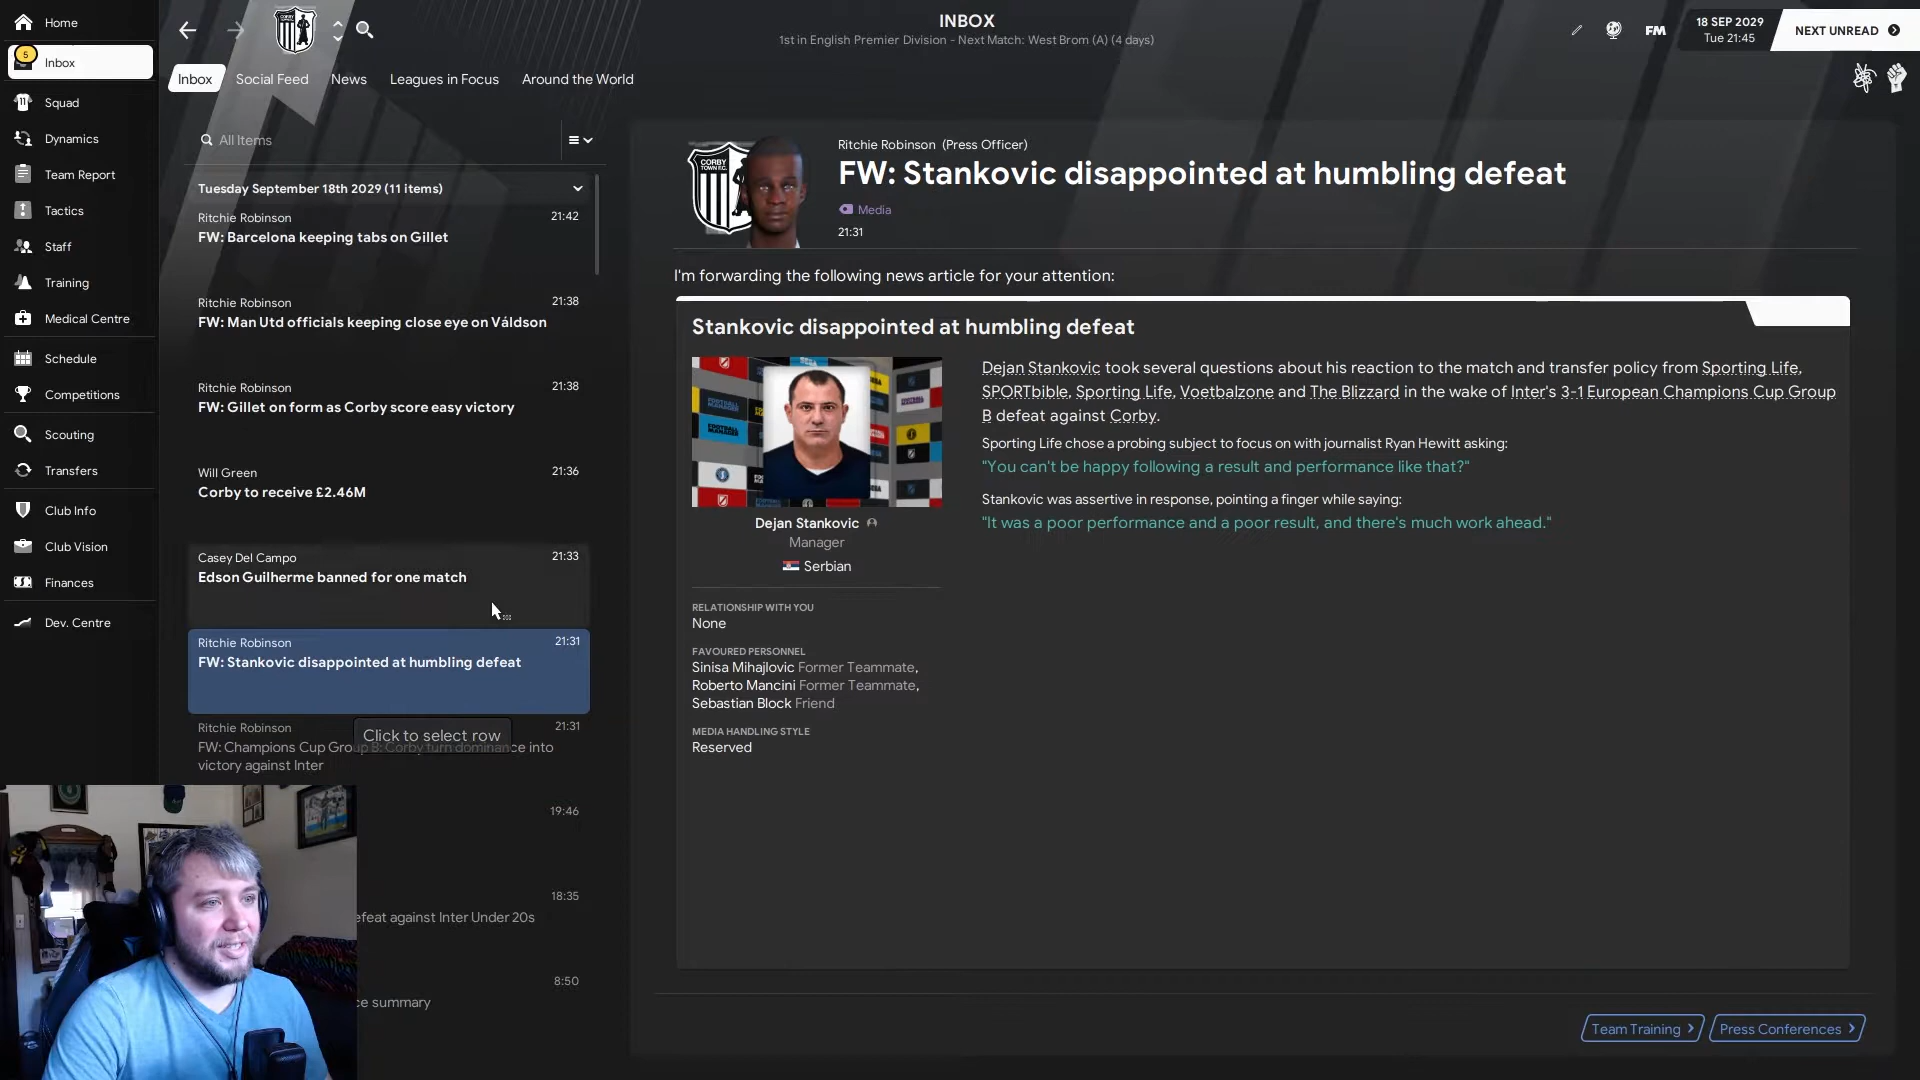 Home
5
Inbox
Squad
Dynamics
Team Report
Tactics
Staff
Training
Medical Centre
Schedule
Competitions
Scouting
Transfers
Club Info
Club Vision
Finances
Dev. Centre
INBOX
1st in English Premier Division - Next Match: West Brom (A) (4 days)
FM
18 SEP 2029
Tue 21:45
NEXT UNREAD
Inbox
Social Feed
News
Leagues in Focus
Around the World
All Items
Tuesday September 18th 2029 (11 items)
Ritchie Robinson
21:42
FW: Barcelona keeping tabs on Gillet
Ritchie Robinson
21:38
FW: Man Utd officials keeping close eye on Váldson
Ritchie Robinson
21:38
FW: Gillet on form as Corby score easy victory
Will Green
21:36
Corby to receive £2.46M
Casey Del Campo
21:33
Edson Guilherme banned for one match
Ritchie Robinson
21:31
FW: Stankovic disappointed at humbling defeat
Ritchie Robinson
21:31
Click to select row
FW: Champions Cup Group B: Corby turn dominance into
victory against Inter
19:46
18:35
efeat against Inter Under 20s
8:50
ce summary
CORBY
TOWN F.C.
Ritchie Robinson (Press Officer)
FW: Stankovic disappointed at humbling defeat
Media
21:31
I'm forwarding the following news article for your attention:
Stankovic disappointed at humbling defeat
Dejan Stankovic took several questions about his reaction to the match and transfer policy from Sporting Life,
SPORTbible, Sporting Life, Voetbalzone and The Blizzard in the wake of Inter's 3-1 European Champions Cup Group
B defeat against Corby.
Sporting Life chose a probing subject to focus on with journalist Ryan Hewitt asking:
"You can't be happy following a result and performance like that?"
Stankovic was assertive in response, pointing a finger while saying:
"It was a poor performance and a poor result, and there's much work ahead."
Dejan Stankovic
Manager
Serbian
RELATIONSHIP WITH YOU
None
FAVOURED PERSONNEL
Sinisa Mihajlovic Former Teammate,
Roberto Mancini Former Teammate,
Sebastian Block Friend
MEDIA HANDLING STYLE
Reserved
Team Training
Press Conferences